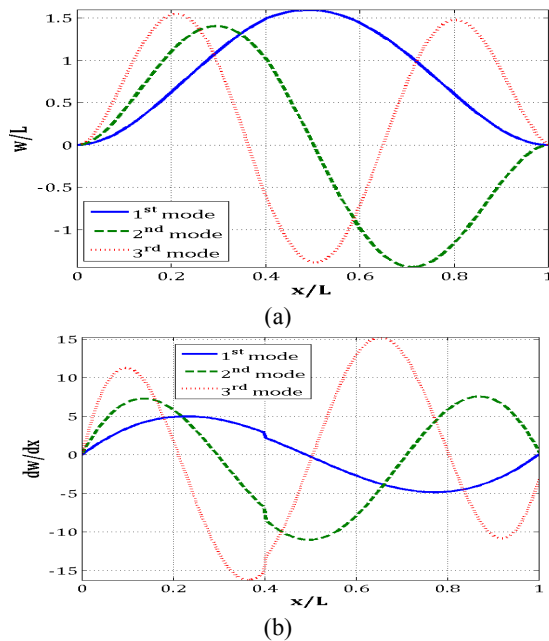 1.5
1
0.5
0
-0.5
-1
w/L
1st mode
2nd mode
3rd mode
0 0.2 0.4 0.6 0.8 1
x/L
(a)
15
10
5
0
-5
-10
-15
dw/dx
1st mode
2nd mode
3rd mode
0 0.2 0.4 0.6 0.8 1
x/L
(b)